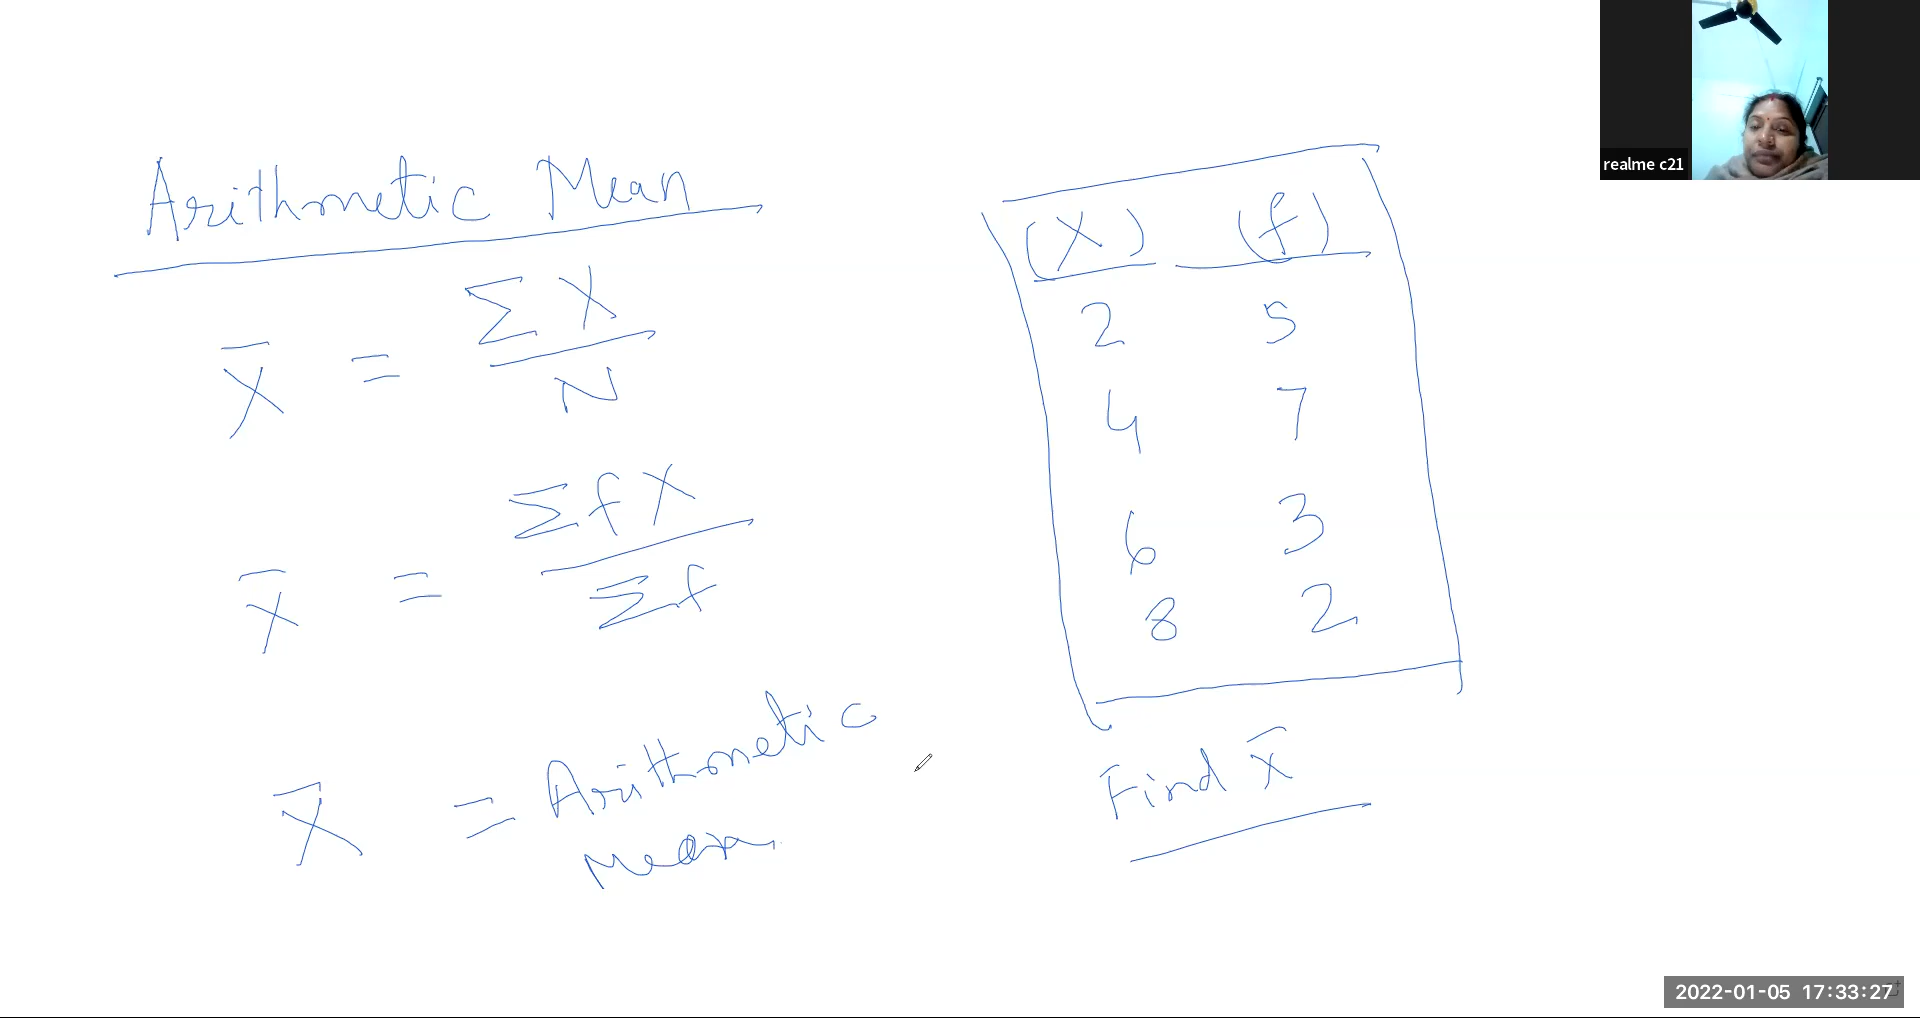 Arithmetic Mean
X̄ = ΣX / N
X̄ = ΣfX / Σf
X̄ = Arithmetic
Mean
(X) (f)
2 5
4 7
6 3
8 2
Find X̄
realme c21
2022-01-05 17:33:27